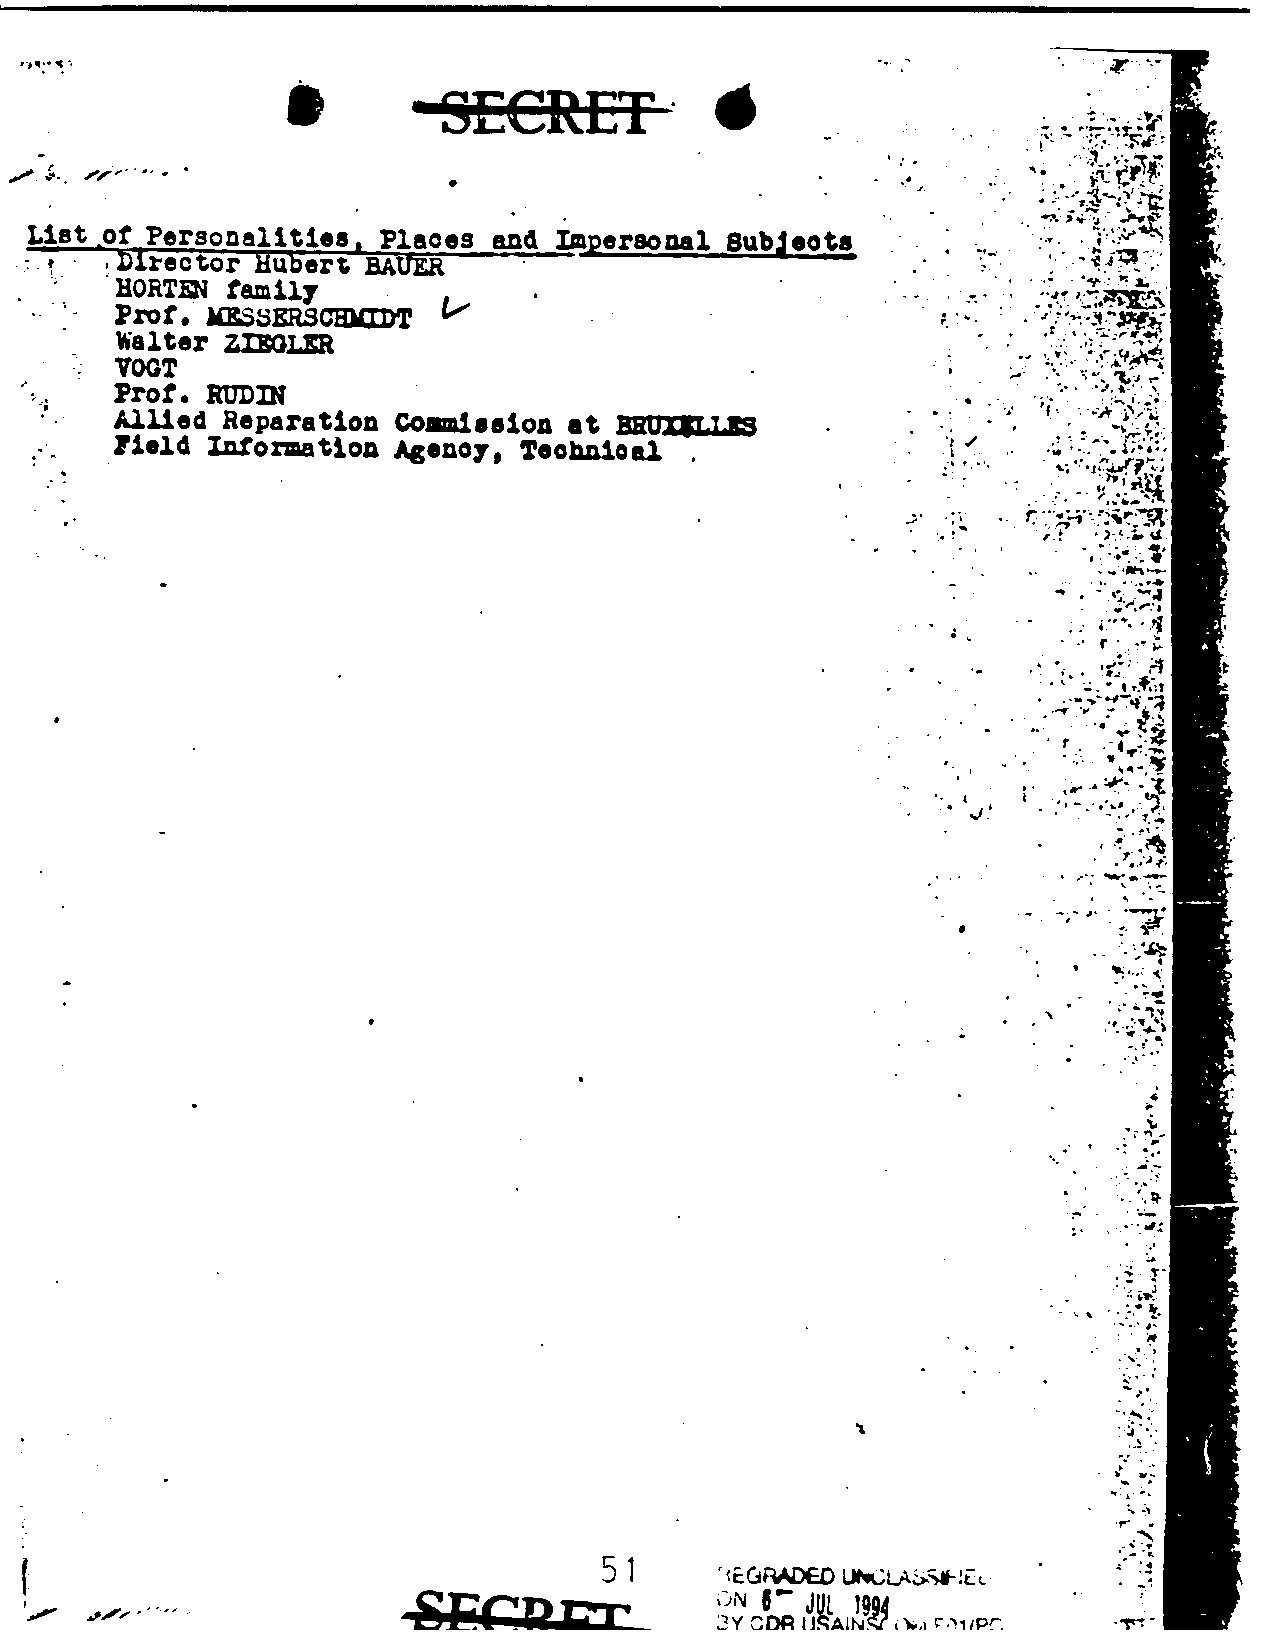 SECRET
List of Personalities, Places and Impersonal Subjects
Director Hubert BAUER
HORTEN family
Prof. MESSERSCHMIDT
Walter ZIEGLER
VOGT
Prof. RUDIN
Allied Reparation Commission at BRUXELLES
Field Information Agency, Technical
51
REGRADED UNCLASSIFIED
ON 6 JUL 1994
BY CDR USAINSCOM
SECRET